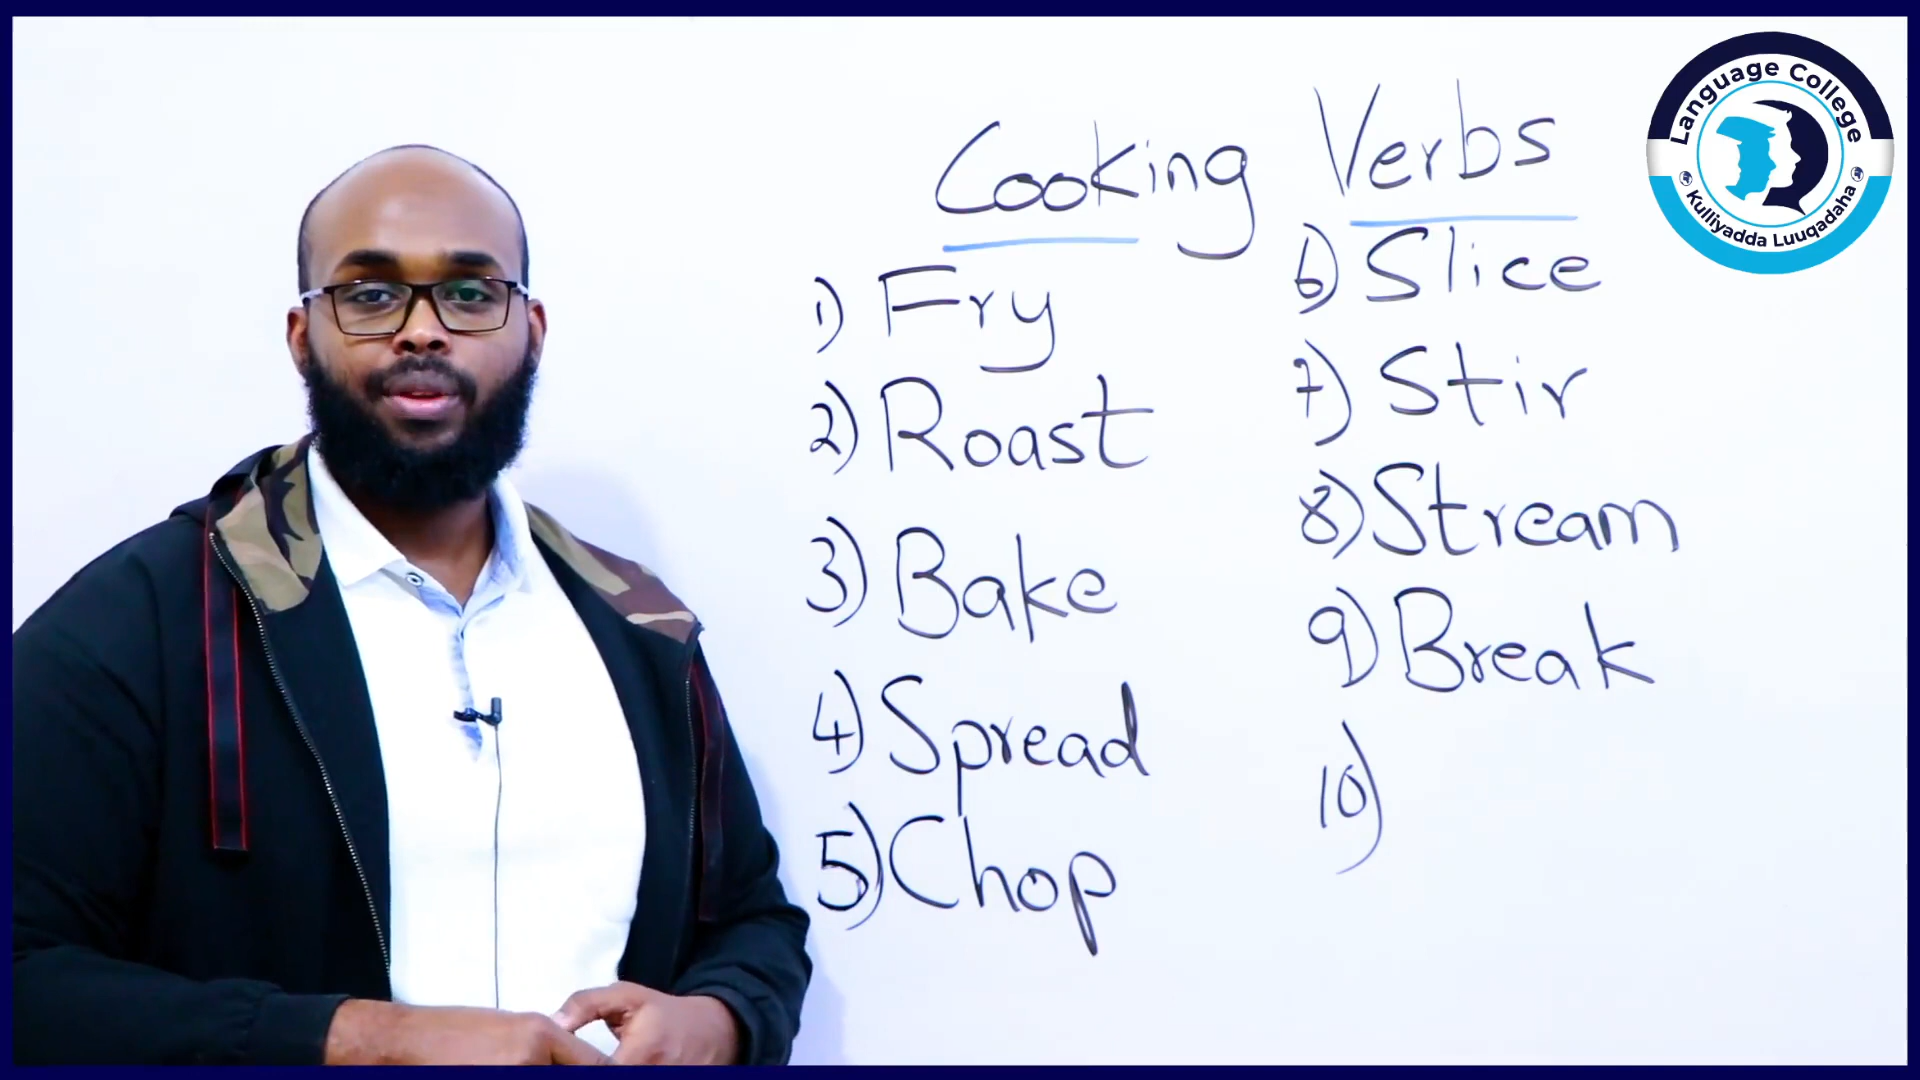 Cooking Verbs
1) Fry
2) Roast
3) Bake
4) Spread
5) Chop
6) Slice
7) Stir
8) Stream
9) Break
10)
Language College
Kulliyadda Luuqadaha